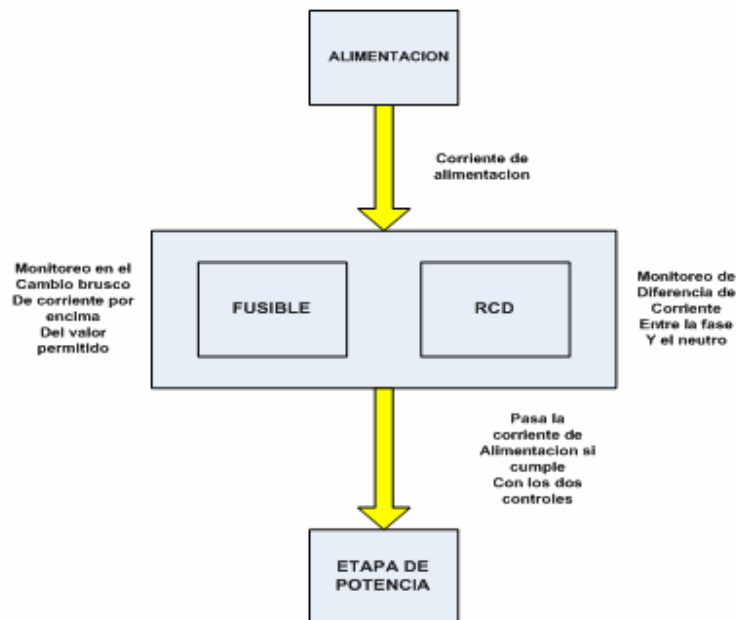 ALIMENTACION
Corriente de
alimentacion
Monitoreo en el
Cambio brusco
De corriente por
encima
Del valor
permitido
FUSIBLE
RCD
Monitoreo de
Diferencia de
Corriente
Entre la fase
Y el neutro
Pasa la
corriente de
Alimentacion si
cumple
Con los dos
controles
ETAPA DE
POTENCIA